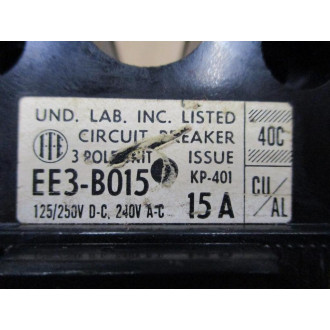 UND. LAB. INC. LISTED
CIRCUIT BREAKER
ITE
3 POLE UNIT ISSUE
KP-401
EE3-B015
125/250V D-C, 240V A-C
15 A
40C
CU/AL